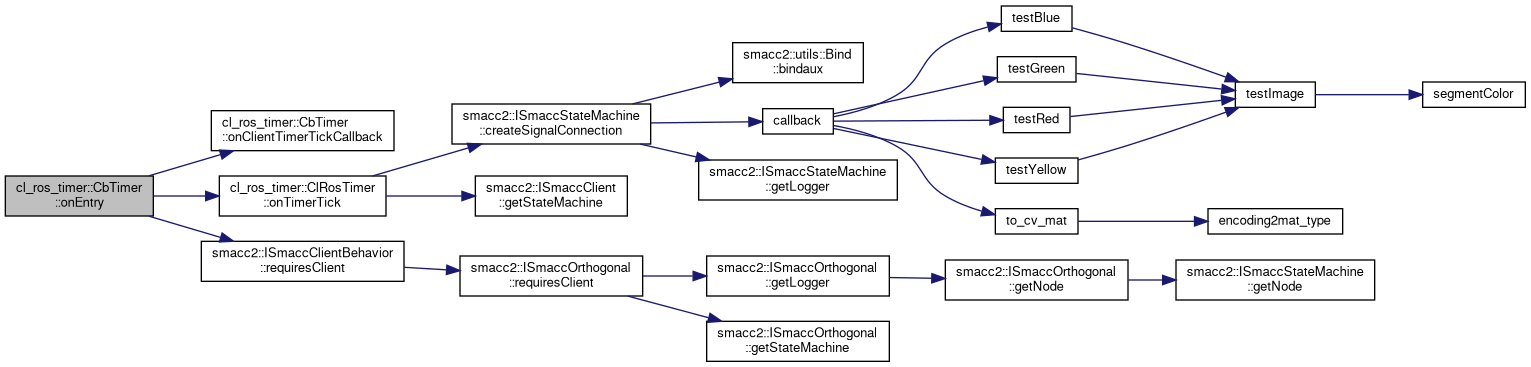 cl_ros_timer::CbTimer
::onEntry
cl_ros_timer::CbTimer
::onClientTimerTickCallback
cl_ros_timer::ClRosTimer
::onTimerTick
smacc2::ISmaccClientBehavior
::requiresClient
smacc2::ISmaccStateMachine
::createSignalConnection
smacc2::ISmaccClient
::getStateMachine
smacc2::ISmaccOrthogonal
::requiresClient
smacc2::utils::Bind
::bindaux
callback
smacc2::ISmaccStateMachine
::getLogger
smacc2::ISmaccOrthogonal
::getLogger
smacc2::ISmaccOrthogonal
::getStateMachine
testBlue
testGreen
testRed
testYellow
to_cv_mat
smacc2::ISmaccOrthogonal
::getNode
testImage
encoding2mat_type
smacc2::ISmaccStateMachine
::getNode
segmentColor